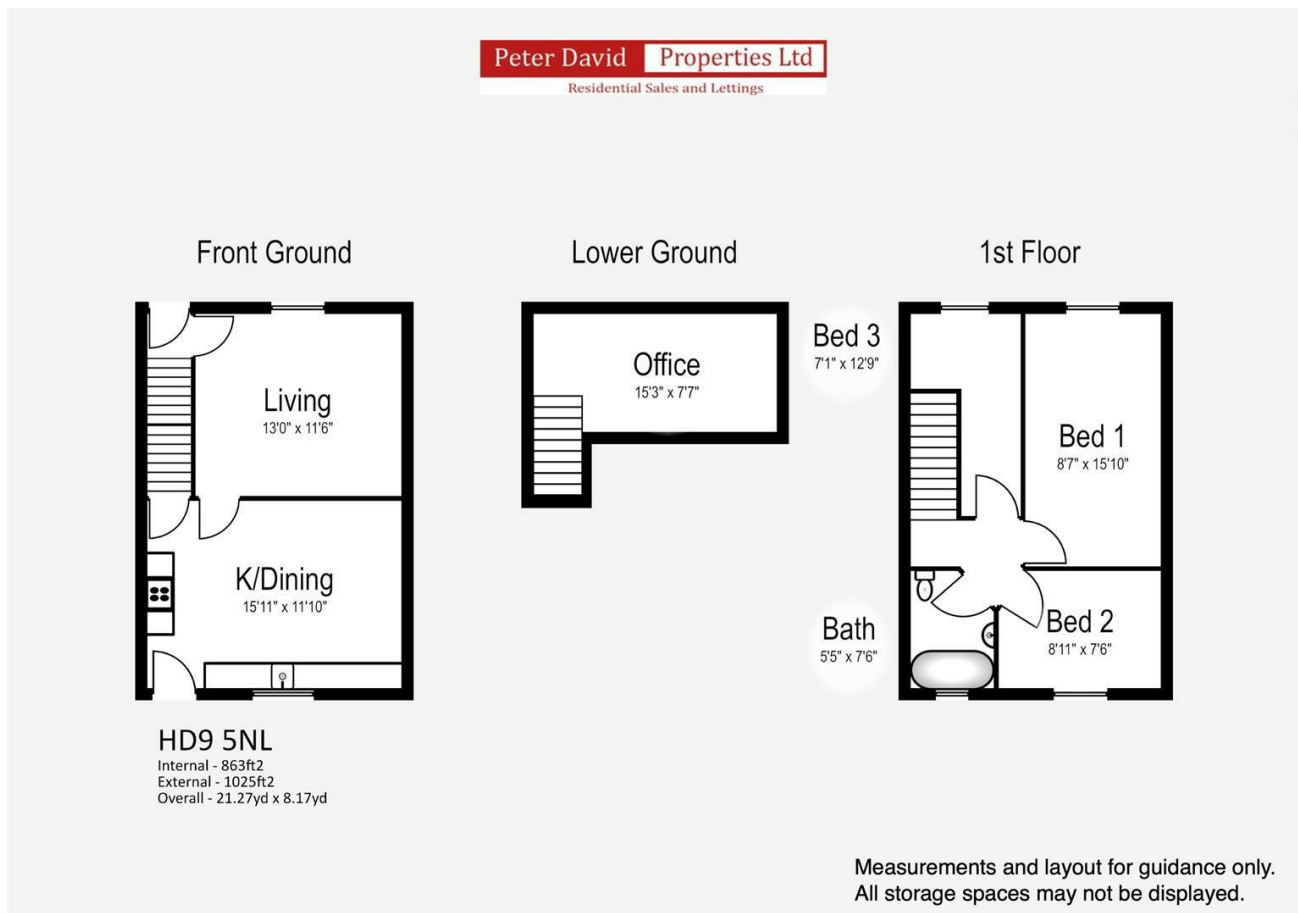 Peter David Properties Ltd
Residential Sales and Lettings
Front Ground
Lower Ground
1st Floor
Living
13'0" x 11'6"
K/Dining
15'11" x 11'10"
Office
15'3" x 7'7"
Bed 3
7'1" x 12'9"
Bed 1
8'7" x 15'10"
Bath
5'5" x 7'6"
Bed 2
8'11" x 7'6"
HD9 5NL
Internal - 863ft2
External - 1025ft2
Overall - 21.27yd x 8.17yd
Measurements and layout for guidance only.
All storage spaces may not be displayed.